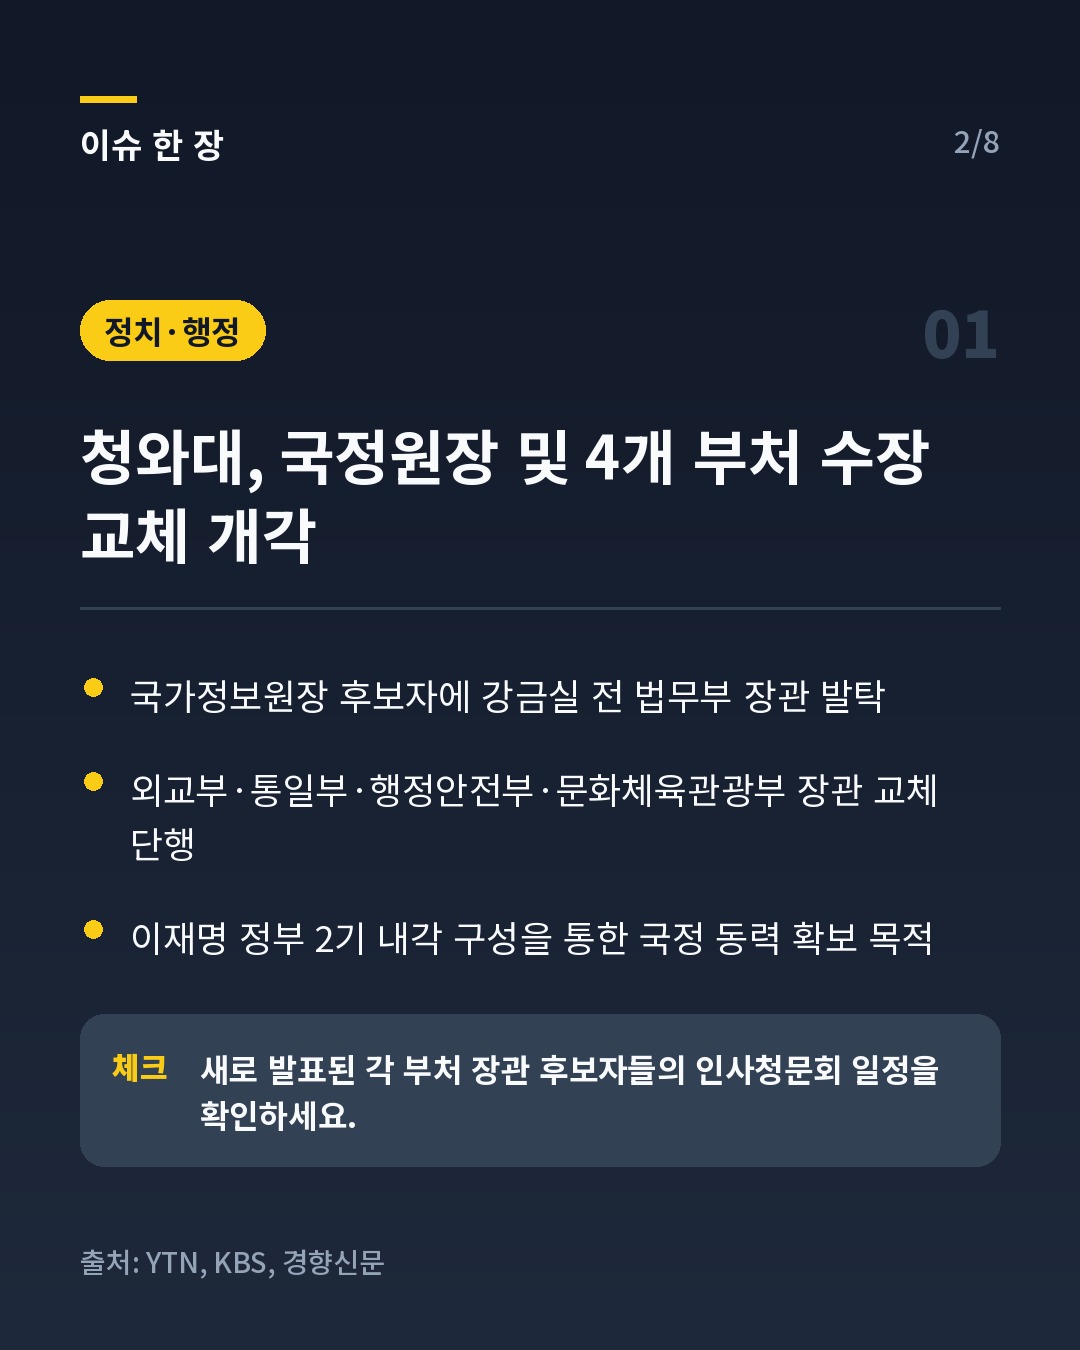 이슈 한 장
2/8
정치·행정
01
청와대, 국정원장 및 4개 부처 수장
교체 개각
국가정보원장 후보자에 강금실 전 법무부 장관 발탁
외교부·통일부·행정안전부·문화체육관광부 장관 교체
단행
이재명 정부 2기 내각 구성을 통한 국정 동력 확보 목적
체크
새로 발표된 각 부처 장관 후보자들의 인사청문회 일정을
확인하세요.
출처: YTN, KBS, 경향신문